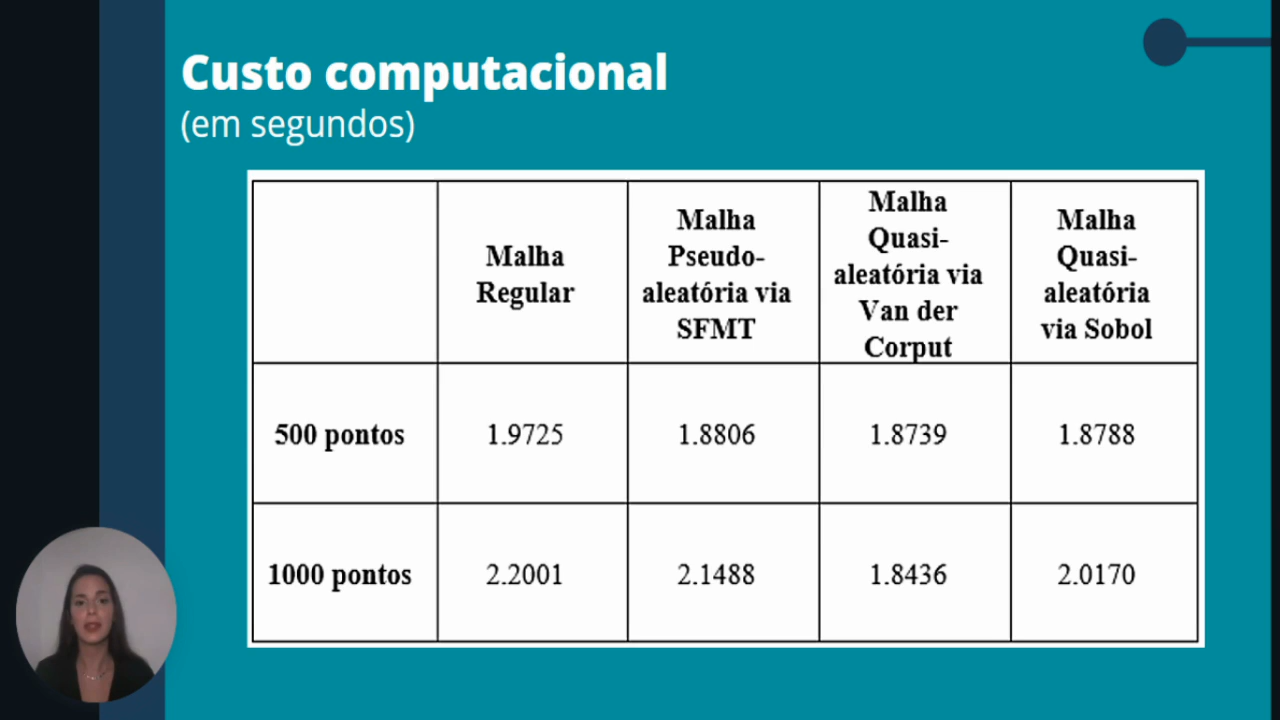 Custo computacional
(em segundos)
Malha
Regular
Malha
Pseudo-
aleatória via
SFMT
Malha
Quasi-
aleatória via
Van der
Corput
Malha
Quasi-
aleatória
via Sobol
500 pontos 1.9725 1.8806 1.8739 1.8788
1000 pontos 2.2001 2.1488 1.8436 2.0170